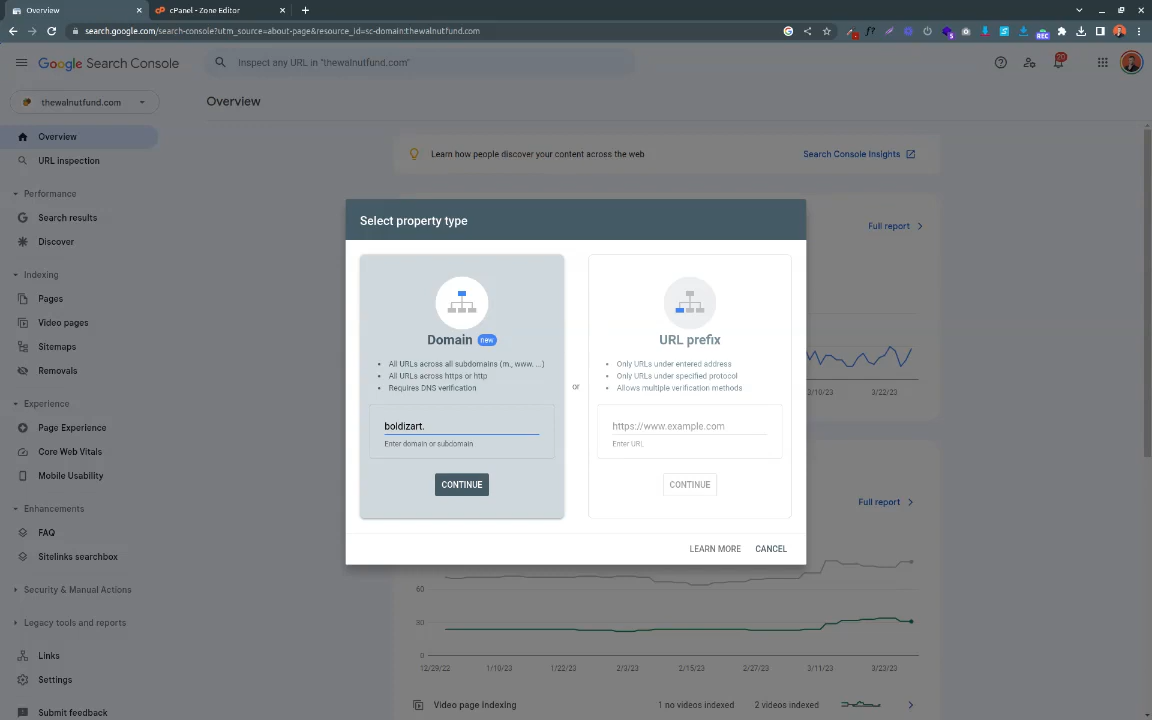 Overview
cPanel - Zone Editor
search.google.com/search-console?utm_source=about-page&resource_id=sc-domain:thewalnutfund.com
REC
Google Search Console
Inspect any URL in "thewalnutfund.com"
thewalnutfund.com
Overview
Overview
URL inspection
Performance
Search results
Discover
Indexing
Pages
Video pages
Sitemaps
Removals
Experience
Page Experience
Core Web Vitals
Mobile Usability
Enhancements
FAQ
Sitelinks searchbox
Security & Manual Actions
Legacy tools and reports
Links
Settings
Submit feedback
Learn how people discover your content across the web
Search Console Insights
Full report
3/10/23
3/22/23
Full report
Select property type
Domain new
All URLs across all subdomains (m., www. ...)
All URLs across https or http
Requires DNS verification
boldizart.
Enter domain or subdomain
CONTINUE
or
URL prefix
Only URLs under entered address
Only URLs under specified protocol
Allows multiple verification methods
https://www.example.com
Enter URL
CONTINUE
LEARN MORE
CANCEL
60
30
0
12/29/22 1/10/23 1/22/23 2/3/23 2/15/23 2/27/23 3/11/23 3/23/23
Video page indexing
1 no videos indexed
2 videos indexed